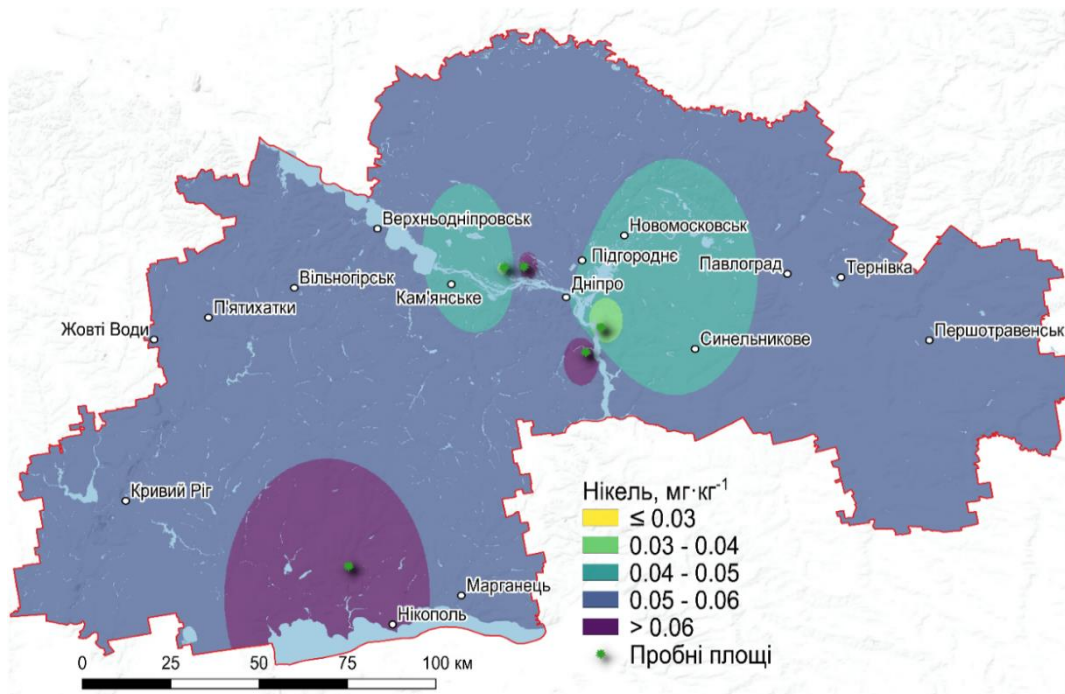 Верхньодніпровськ
Новомосковськ
Підгороднє
Павлоград
Тернівка
Вільногірськ
Кам'янське
Дніпро
П'ятихатки
Жовті Води
Синельникове
Першотравенськ
Кривий Ріг
Марганець
Нікополь
Нікель, мг·кг⁻¹
≤ 0.03
0.03 - 0.04
0.04 - 0.05
0.05 - 0.06
> 0.06
Пробні площі
0 25 50 75 100 км